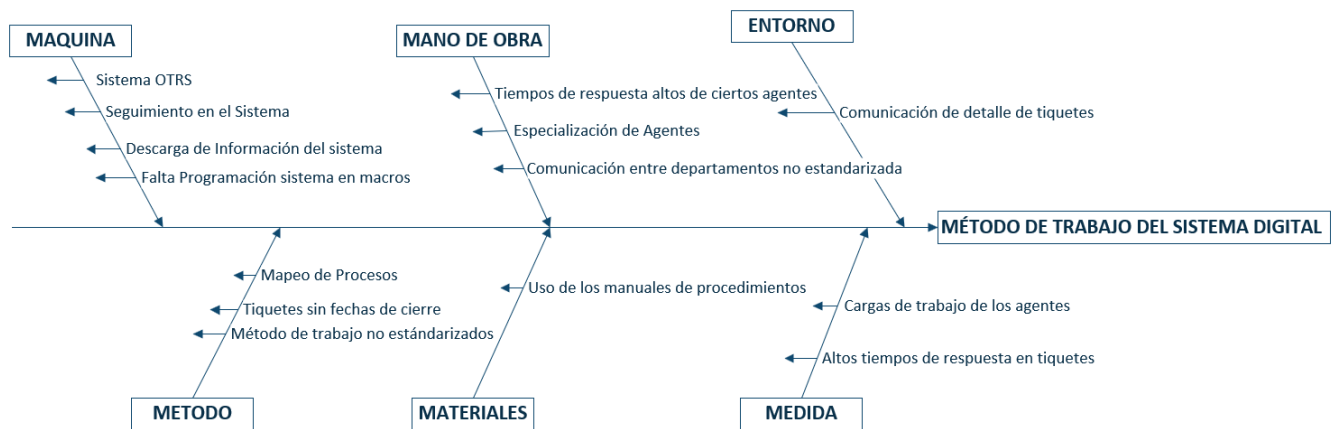 MAQUINA
Sistema OTRS
Seguimiento en el Sistema
Descarga de Información del sistema
Falta Programación sistema en macros
MANO DE OBRA
Tiempos de respuesta altos de ciertos agentes
Especialización de Agentes
Comunicación entre departamentos no estandarizada
ENTORNO
Comunicación de detalle de tiquetes
MÉTODO DE TRABAJO DEL SISTEMA DIGITAL
Mapeo de Procesos
Tiquetes sin fechas de cierre
Método de trabajo no estándarizados
METODO
Uso de los manuales de procedimientos
MATERIALES
Cargas de trabajo de los agentes
Altos tiempos de respuesta en tiquetes
MEDIDA